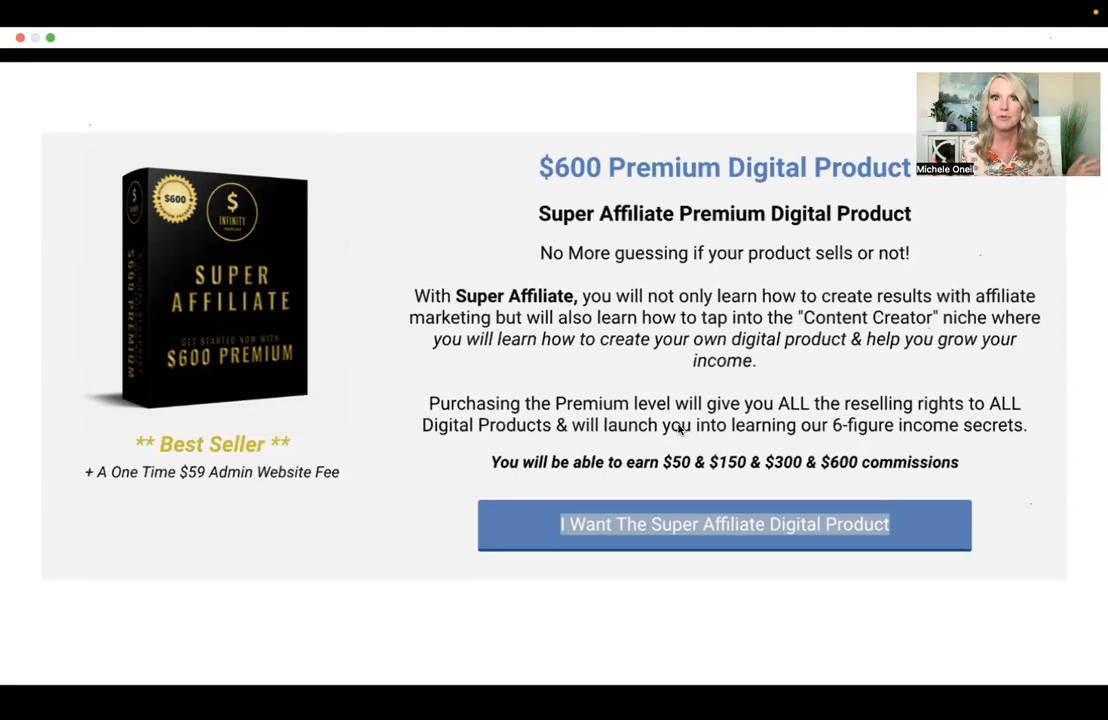 $600 Premium Digital Product
Super Affiliate Premium Digital Product
No More guessing if your product sells or not!
With Super Affiliate, you will not only learn how to create results with affiliate
marketing but will also learn how to tap into the "Content Creator" niche where
you will learn how to create your own digital product & help you grow your
income.
Purchasing the Premium level will give you ALL the reselling rights to ALL
Digital Products & will launch you into learning our 6-figure income secrets.
You will be able to earn $50 & $150 & $300 & $600 commissions
I Want The Super Affiliate Digital Product
$600
$
INFINITY
SUPER
AFFILIATE
GET STARTED NOW WITH
$600 PREMIUM
** Best Seller **
+ A One Time $59 Admin Website Fee
Michele Oneil